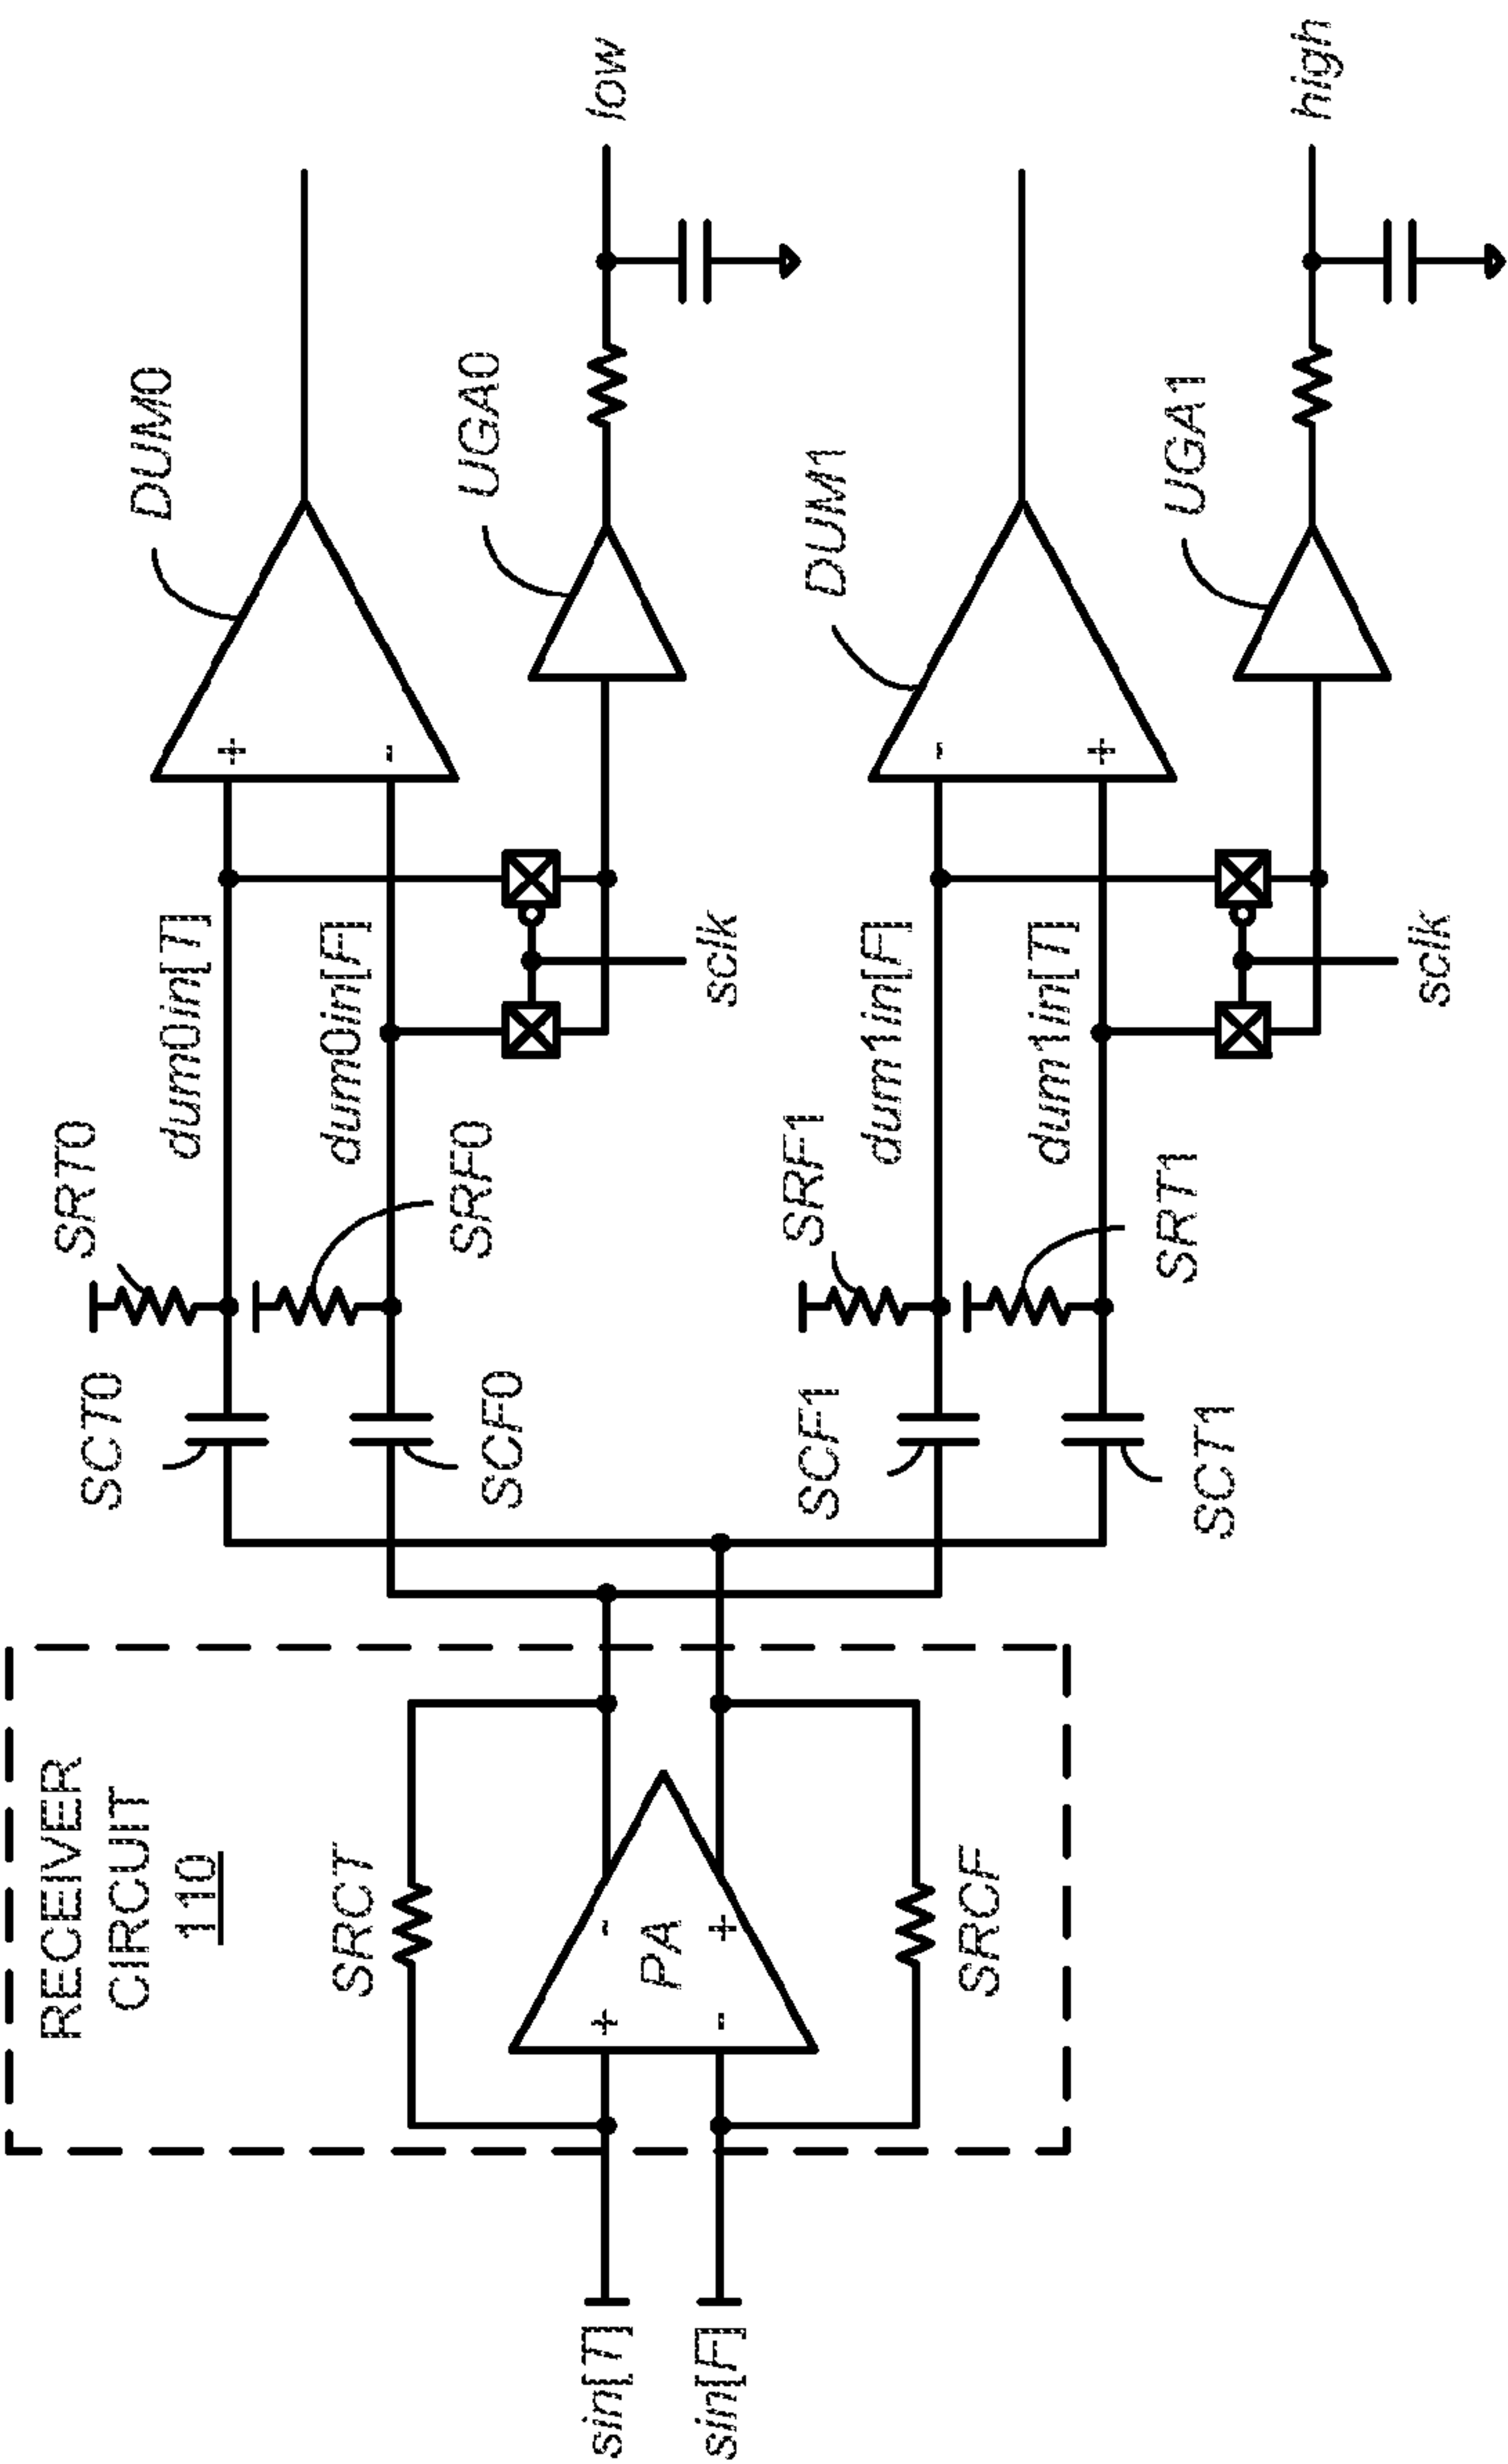 RECEIVER
CIRCUIT
110
SRCT
+
-
PA
-
+
SRCF
sin[T]
sin[F]
SCT0
SRT0
dum0in[T]
DUM0
+
-
SCF0
SRF0
dum0in[F]
sclk
UGA0
low
SCF1
SRF1
dum1in[F]
DUM1
-
+
SCT1
SRT1
dum1in[T]
sclk
UGA1
high